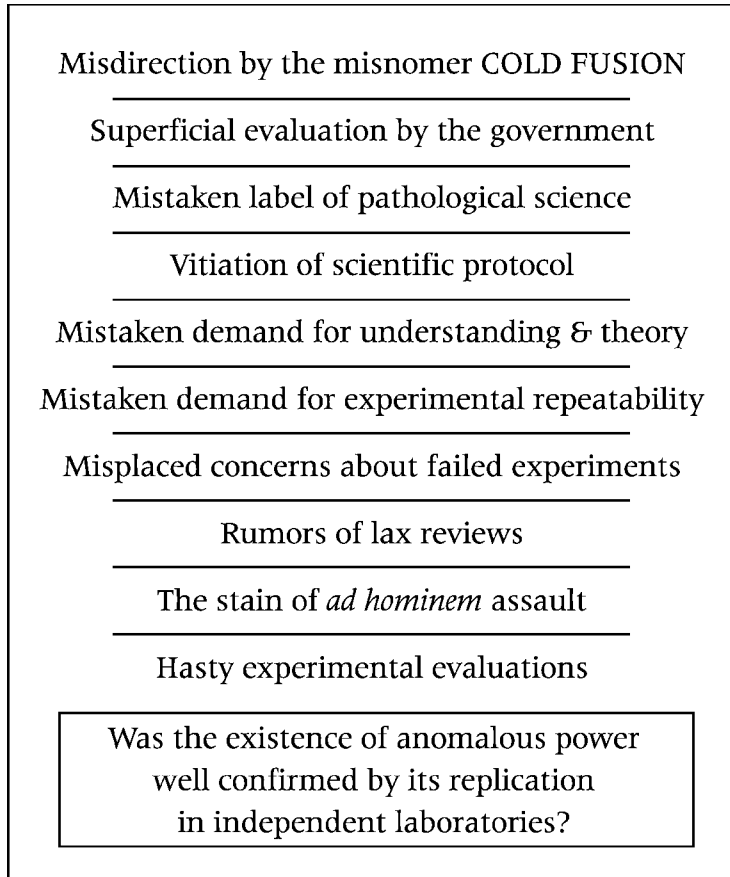 Misdirection by the misnomer COLD FUSION
Superficial evaluation by the government
Mistaken label of pathological science
Vitiation of scientific protocol
Mistaken demand for understanding & theory
Mistaken demand for experimental repeatability
Misplaced concerns about failed experiments
Rumors of lax reviews
The stain of ad hominem assault
Hasty experimental evaluations
Was the existence of anomalous power
well confirmed by its replication
in independent laboratories?